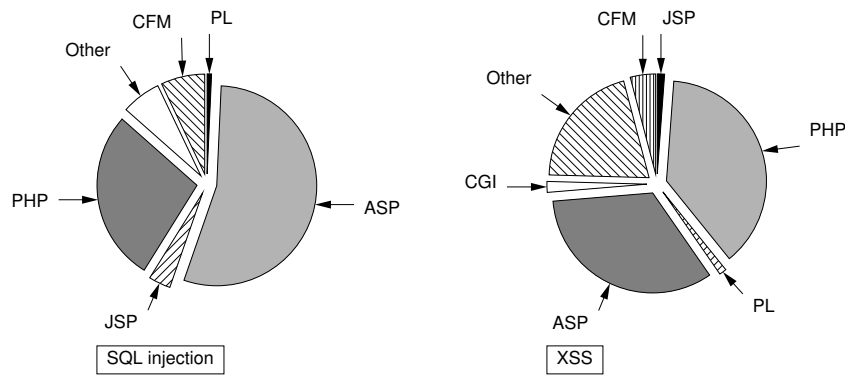 PL
CFM
Other
PHP
ASP
JSP
SQL injection
CFM
JSP
Other
PHP
CGI
PL
ASP
XSS